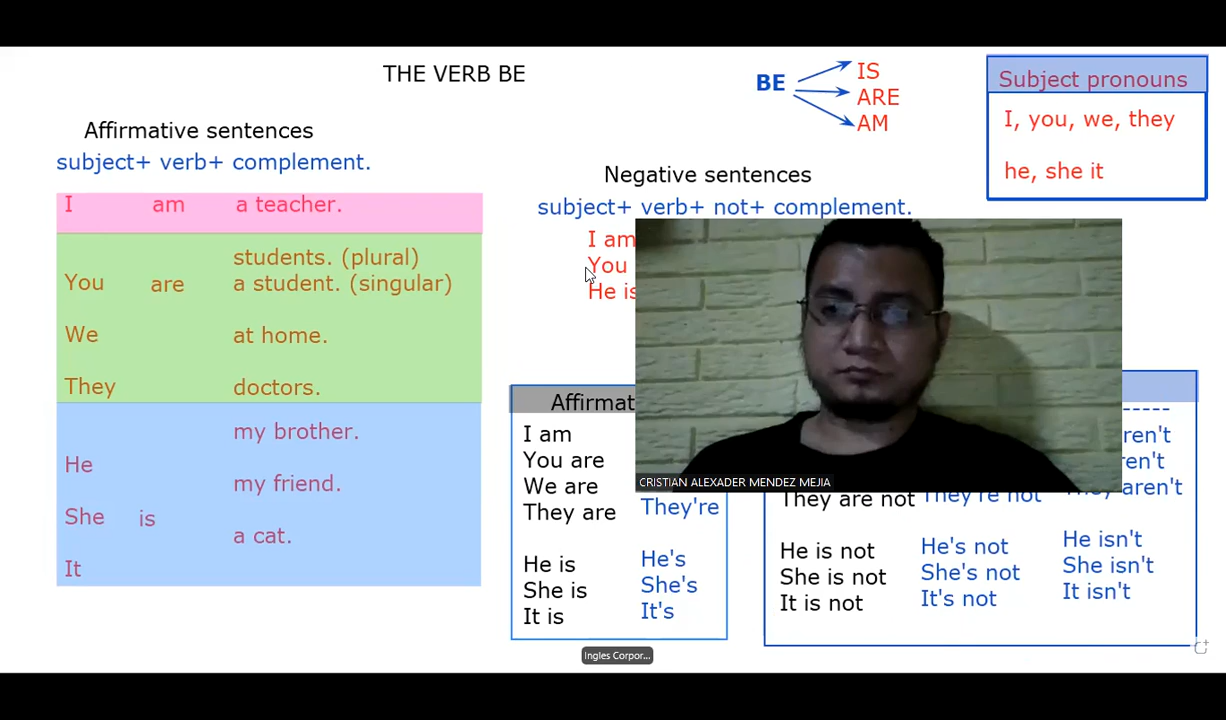 THE VERB BE
BE
IS
ARE
AM
Subject pronouns
I, you, we, they
he, she it
Affirmative sentences
subject+ verb+ complement.
I am a teacher.
students. (plural)
You are a student. (singular)
We at home.
They doctors.
my brother.
He
my friend.
She is
a cat.
It
Negative sentences
subject+ verb+ not+ complement.
I am
You
He is
Affirmat
I am
You are
We are
They are They're
He is He's
She is She's
It is It's
-----
ren't
ren't
They are not They're not They aren't
He is not He's not He isn't
She is not She's not She isn't
It is not It's not It isn't
CRISTIAN ALEXADER MENDEZ MEJIA
Ingles Corpor...